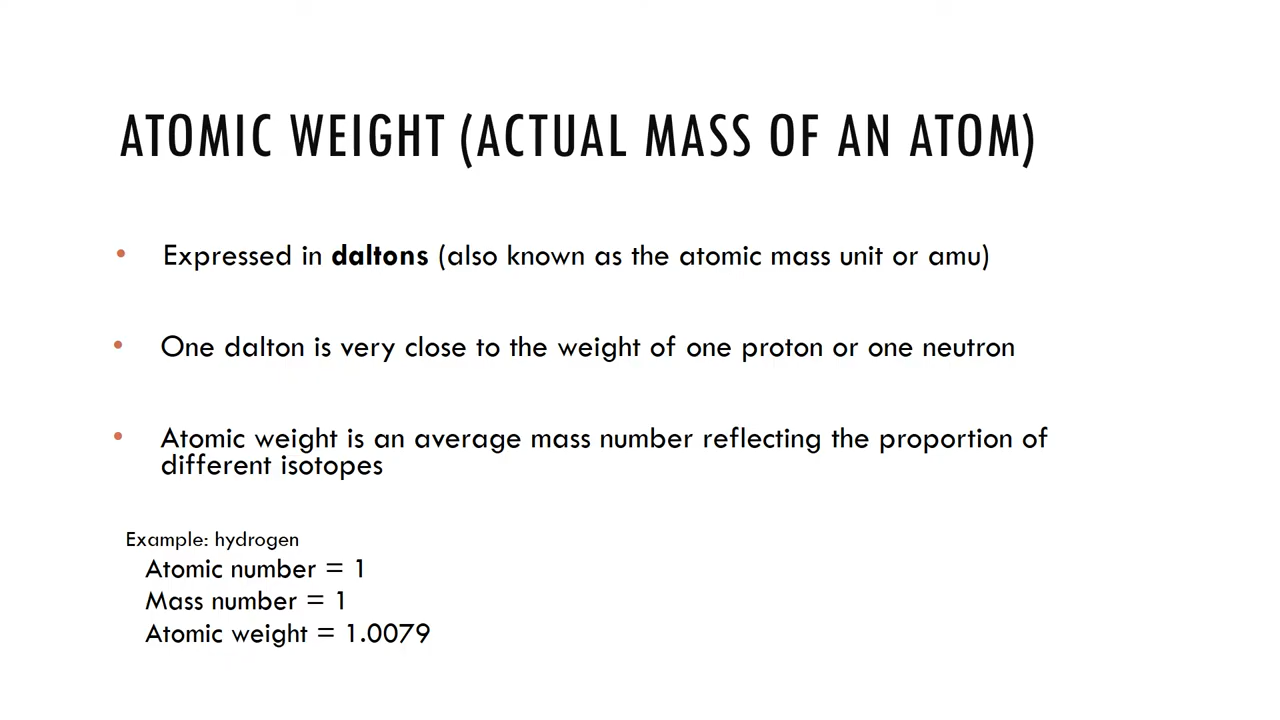 ATOMIC WEIGHT (ACTUAL MASS OF AN ATOM)
• Expressed in daltons (also known as the atomic mass unit or amu)
• One dalton is very close to the weight of one proton or one neutron
• Atomic weight is an average mass number reflecting the proportion of
different isotopes
Example: hydrogen
Atomic number = 1
Mass number = 1
Atomic weight = 1.0079